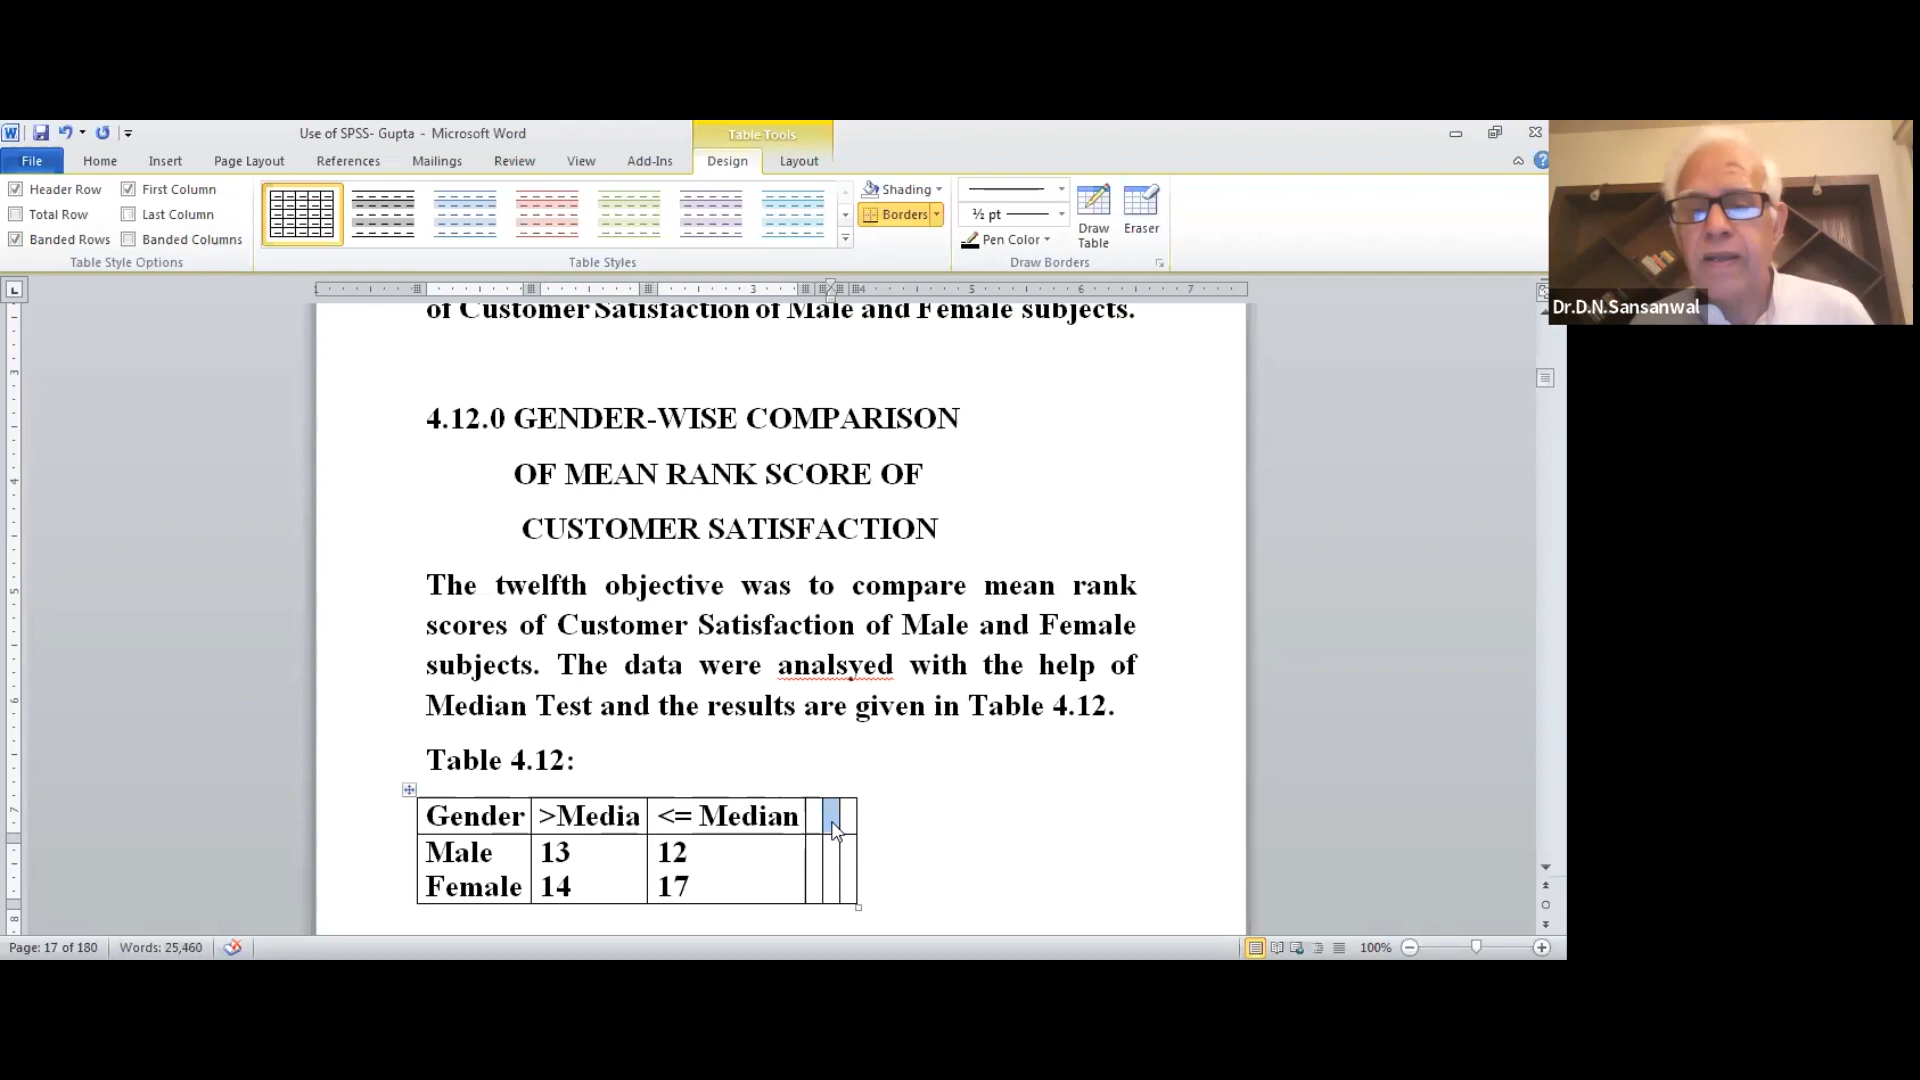 Use of SPSS- Gupta - Microsoft Word
Table Tools
File Home Insert Page Layout References Mailings Review View Add-Ins Design Layout
Header Row First Column Shading
Total Row Last Column Borders ½ pt
Banded Rows Banded Columns Pen Color Draw Table Eraser
Table Style Options Table Styles Draw Borders
1 3 4 5 6 7
of Customer Satisfaction of Male and Female subjects.
Dr.D.N.Sansanwal
4.12.0 GENDER-WISE COMPARISON
OF MEAN RANK SCORE OF
CUSTOMER SATISFACTION
The twelfth objective was to compare mean rank
scores of Customer Satisfaction of Male and Female
subjects. The data were analsyed with the help of
Median Test and the results are given in Table 4.12.
Table 4.12:
Gender >Media <= Median
Male 13 12
Female 14 17
Page: 17 of 180 Words: 25,460 100%